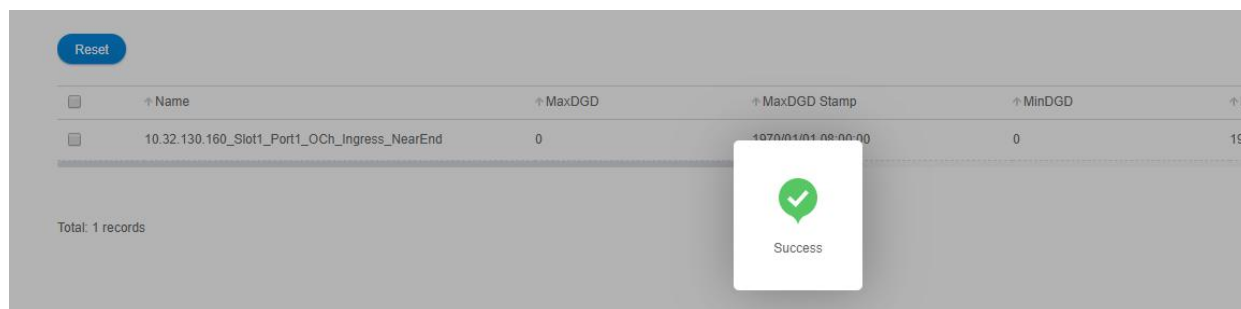 Reset
Name MaxDGD MaxDGD Stamp MinDGD
10.32.130.160_Slot1_Port1_OCh_Ingress_NearEnd 0 1970/01/01 08:00:00 0 19
Total: 1 records
Success